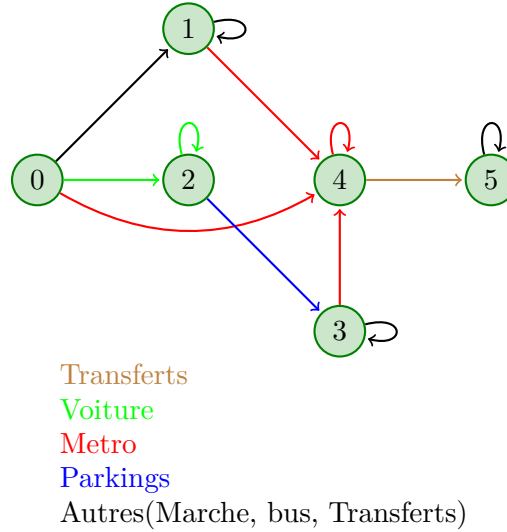 1
0
2
4
5
3
Transferts
Voiture
Metro
Parkings
Autres(Marche, bus, Transferts)